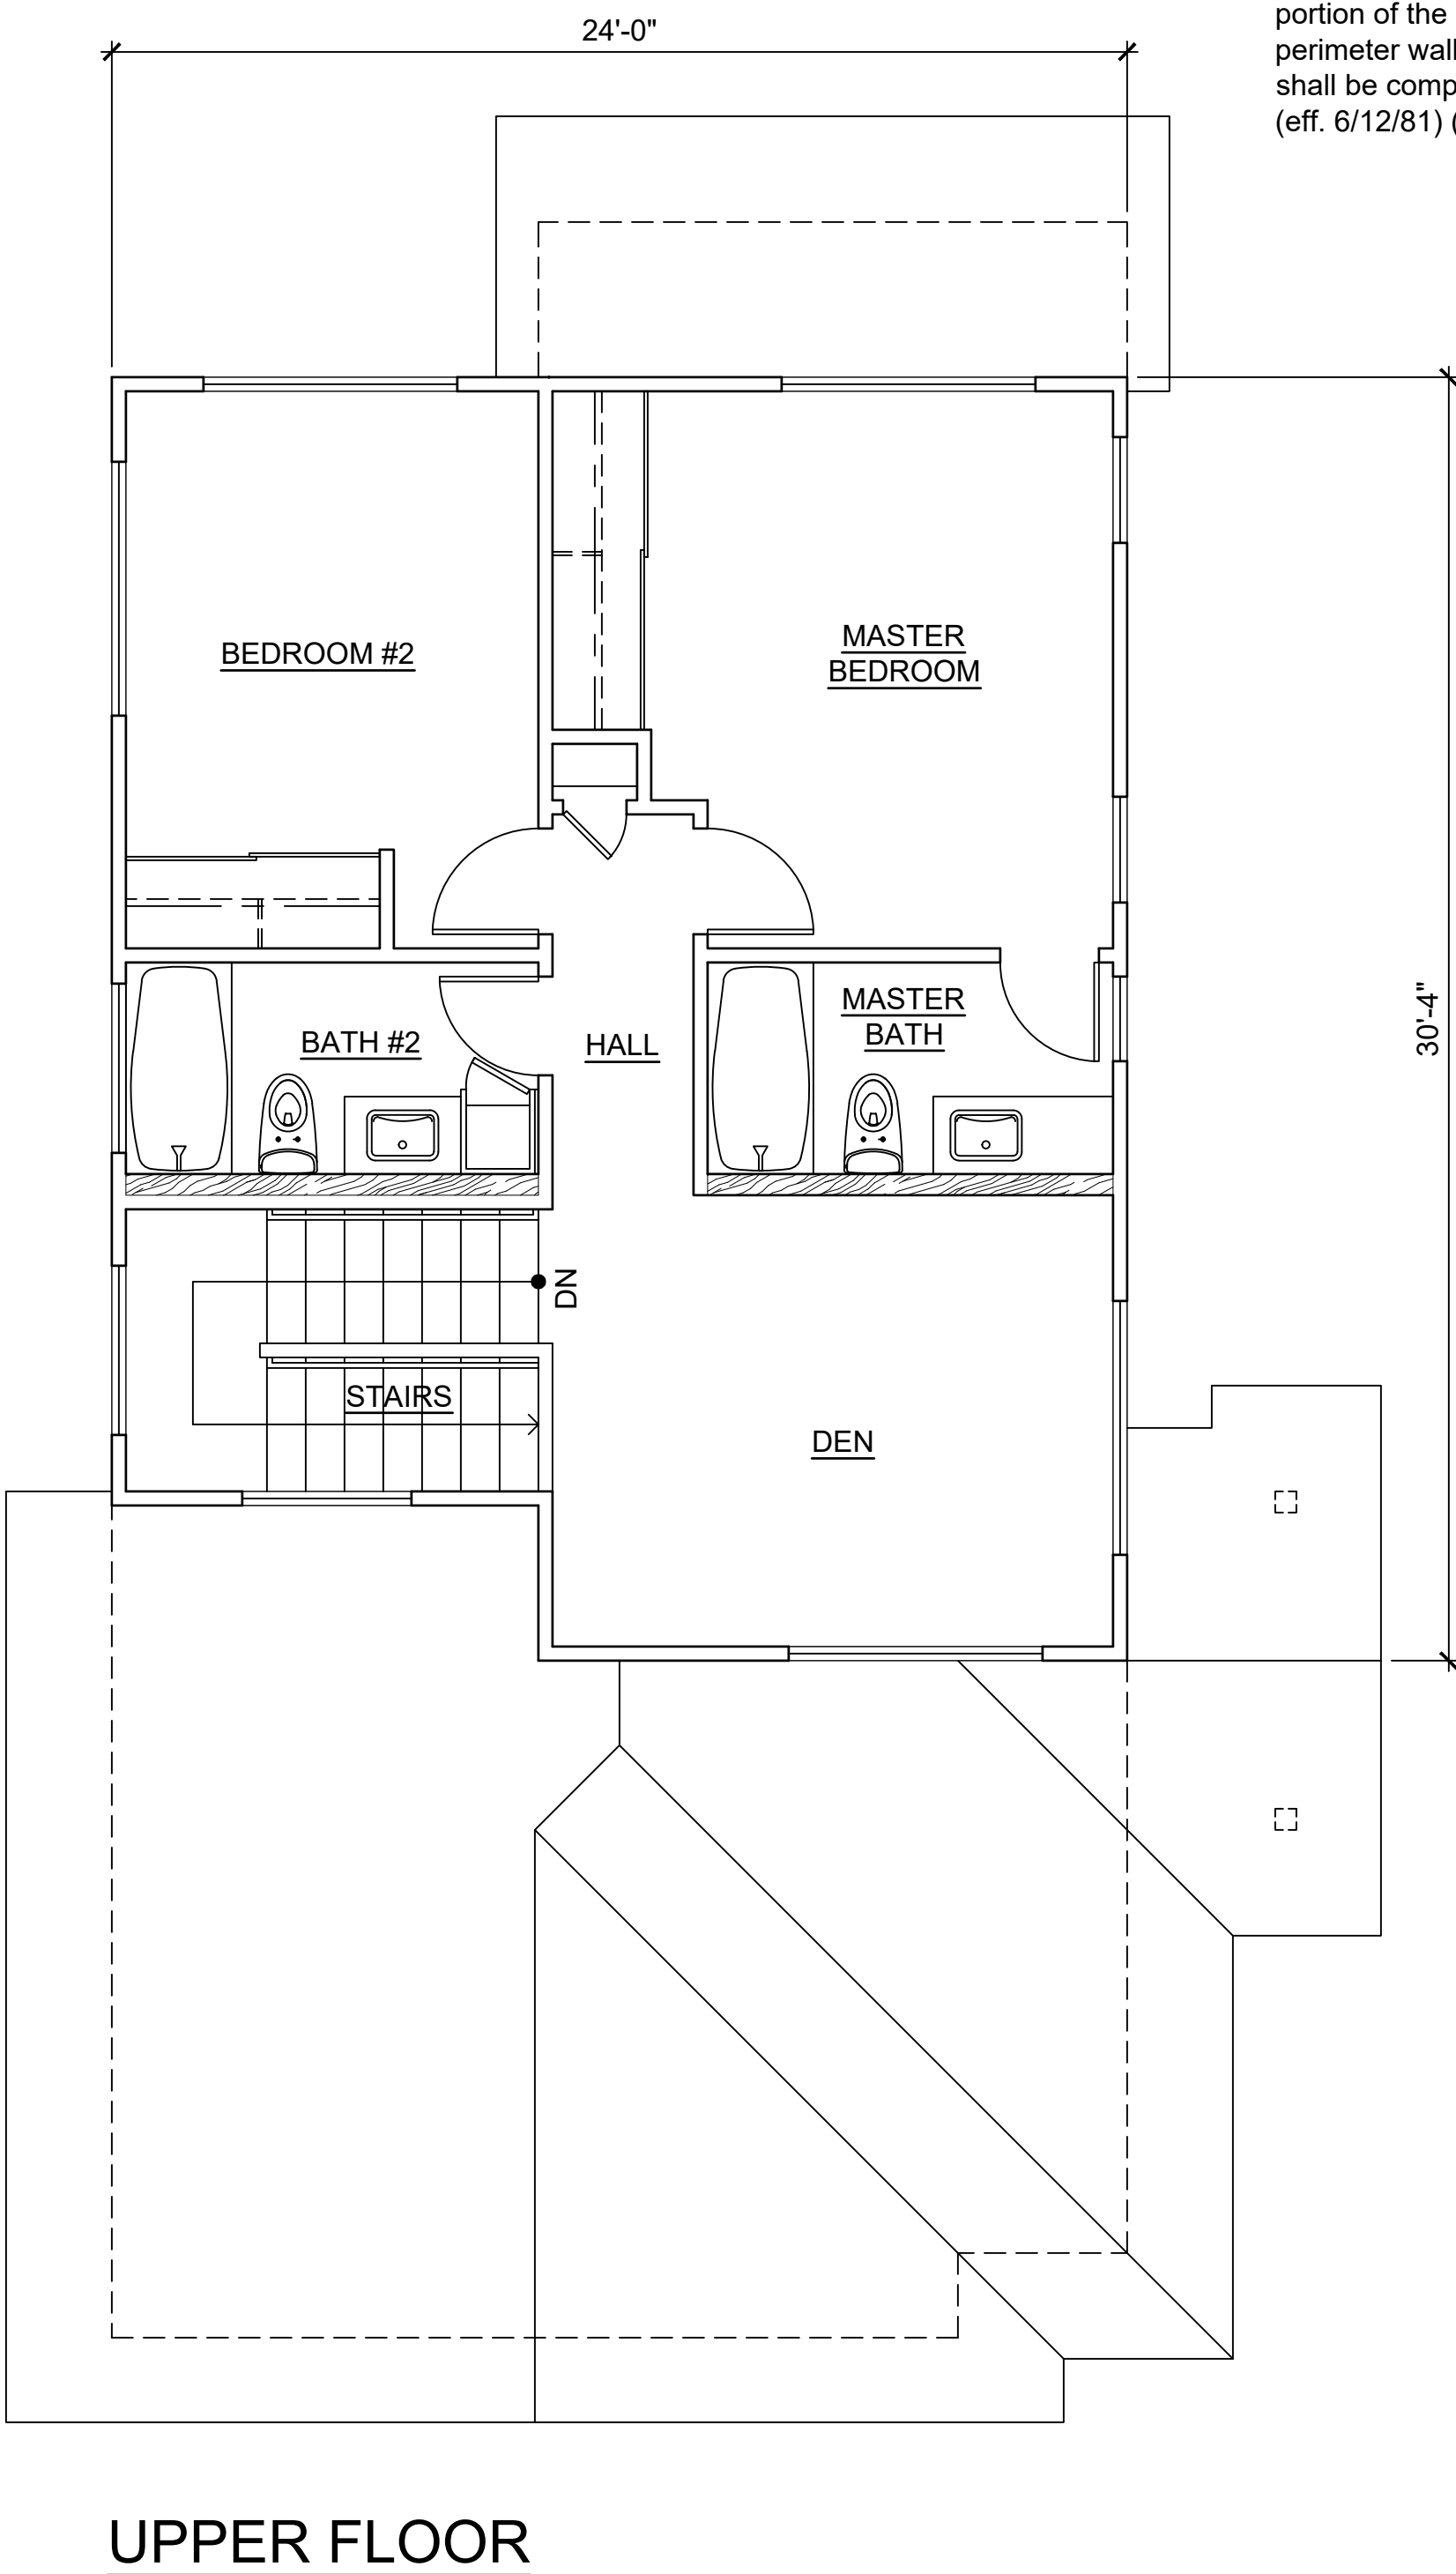 24'-0"
portion of the
perimeter wall
shall be comp
(eff. 6/12/81) (
BEDROOM #2
MASTER
BEDROOM
BATH #2
HALL
MASTER
BATH
30'-4"
DN
STAIRS
DEN
UPPER FLOOR